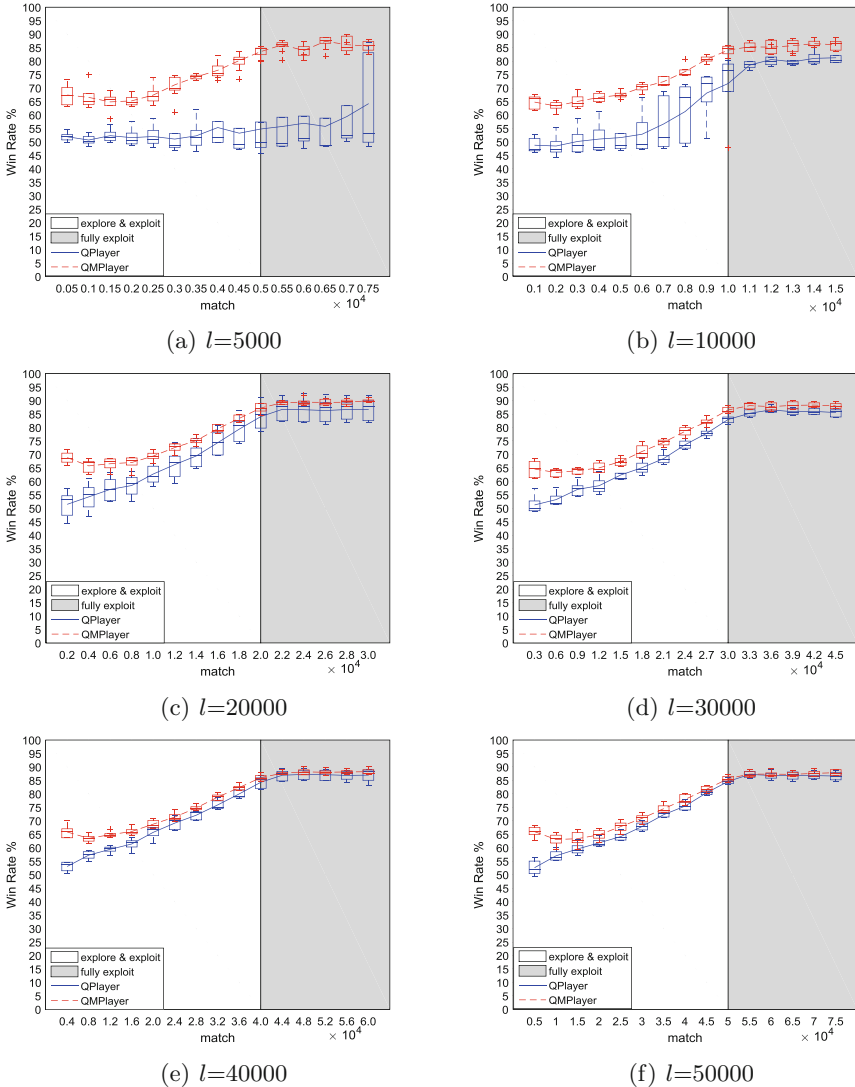 100
95
90
85
80
75
70
65
60
55
50
45
40
35
30
25
20
15
10
5
0
Win Rate %
explore & exploit
fully exploit
QPlayer
QMPlayer
0.05 0.1 0.15 0.2 0.25 0.3 0.35 0.4 0.45 0.5 0.55 0.6 0.65 0.7 0.75
match
× 10^4
(a) l=5000
100
95
90
85
80
75
70
65
60
55
50
45
40
35
30
25
20
15
10
5
0
Win Rate %
explore & exploit
fully exploit
QPlayer
QMPlayer
0.1 0.2 0.3 0.4 0.5 0.6 0.7 0.8 0.9 1.0 1.1 1.2 1.3 1.4 1.5
match
× 10^4
(b) l=10000
100
95
90
85
80
75
70
65
60
55
50
45
40
35
30
25
20
15
10
5
0
Win Rate %
explore & exploit
fully exploit
QPlayer
QMPlayer
0.2 0.4 0.6 0.8 1.0 1.2 1.4 1.6 1.8 2.0 2.2 2.4 2.6 2.8 3.0
match
× 10^4
(c) l=20000
100
95
90
85
80
75
70
65
60
55
50
45
40
35
30
25
20
15
10
5
0
Win Rate %
explore & exploit
fully exploit
QPlayer
QMPlayer
0.3 0.6 0.9 1.2 1.5 1.8 2.1 2.4 2.7 3.0 3.3 3.6 3.9 4.2 4.5
match
× 10^4
(d) l=30000
100
95
90
85
80
75
70
65
60
55
50
45
40
35
30
25
20
15
10
5
0
Win Rate %
explore & exploit
fully exploit
QPlayer
QMPlayer
0.4 0.8 1.2 1.6 2.0 2.4 2.8 3.2 3.6 4.0 4.4 4.8 5.2 5.6 6.0
match
× 10^4
(e) l=40000
100
95
90
85
80
75
70
65
60
55
50
45
40
35
30
25
20
15
10
5
0
Win Rate %
explore & exploit
fully exploit
QPlayer
QMPlayer
0.5 1 1.5 2 2.5 3 3.5 4 4.5 5 5.5 6 6.5 7 7.5
match
× 10^4
(f) l=50000